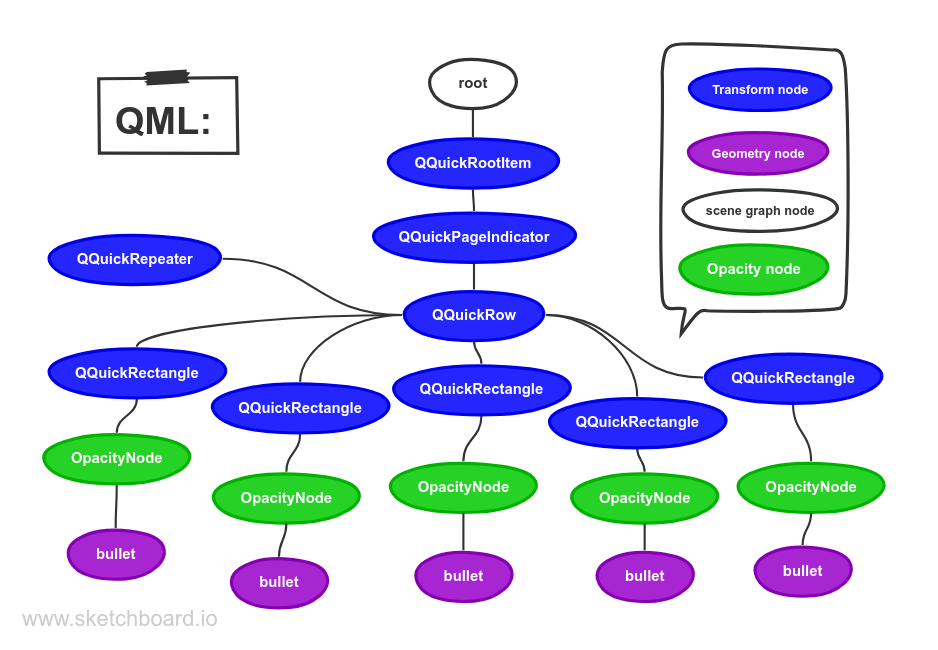 QML:
root
Transform node
Geometry node
scene graph node
Opacity node
QQuickRootItem
QQuickPageIndicator
QQuickRepeater
QQuickRow
QQuickRectangle
QQuickRectangle
QQuickRectangle
QQuickRectangle
QQuickRectangle
OpacityNode
OpacityNode
OpacityNode
OpacityNode
OpacityNode
bullet
bullet
bullet
bullet
bullet
www.sketchboard.io